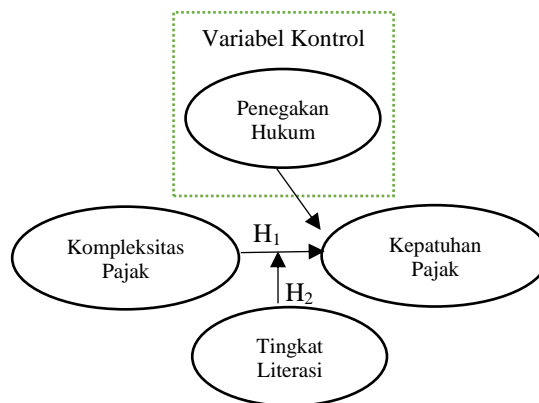 Variabel Kontrol
Penegakan
Hukum
Kompleksitas
Pajak
H₁
Kepatuhan
Pajak
H₂
Tingkat
Literasi